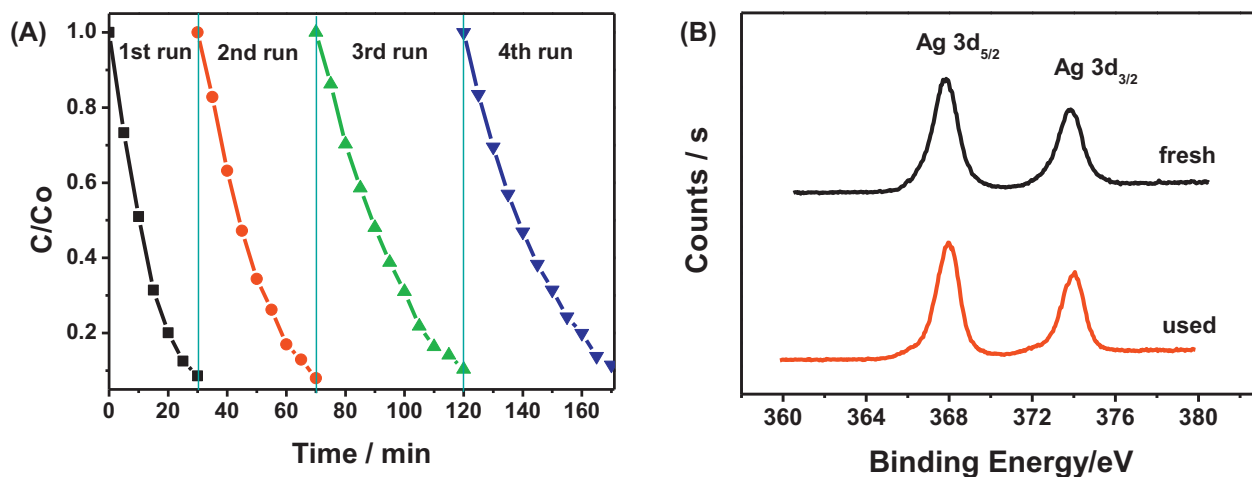 (A)
1st run 2nd run 3rd run 4th run
C/Co
1.0
0.8
0.6
0.4
0.2
0 20 40 60 80 100 120 140 160
Time / min
(B)
Ag 3d5/2
Ag 3d3/2
fresh
used
Counts / s
360 364 368 372 376 380
Binding Energy/eV